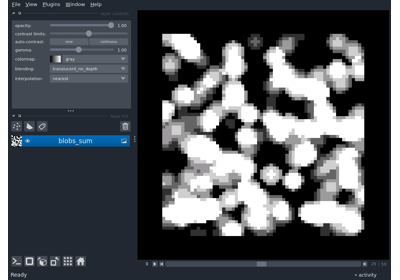 File View Plugins Window Help
opacity: 1.00
contrast limits:
auto-contrast: once continuous
gamma: 1.00
colormap: gray
blending: translucent_no_depth
interpolation: nearest
blobs_sum
Ready
activity